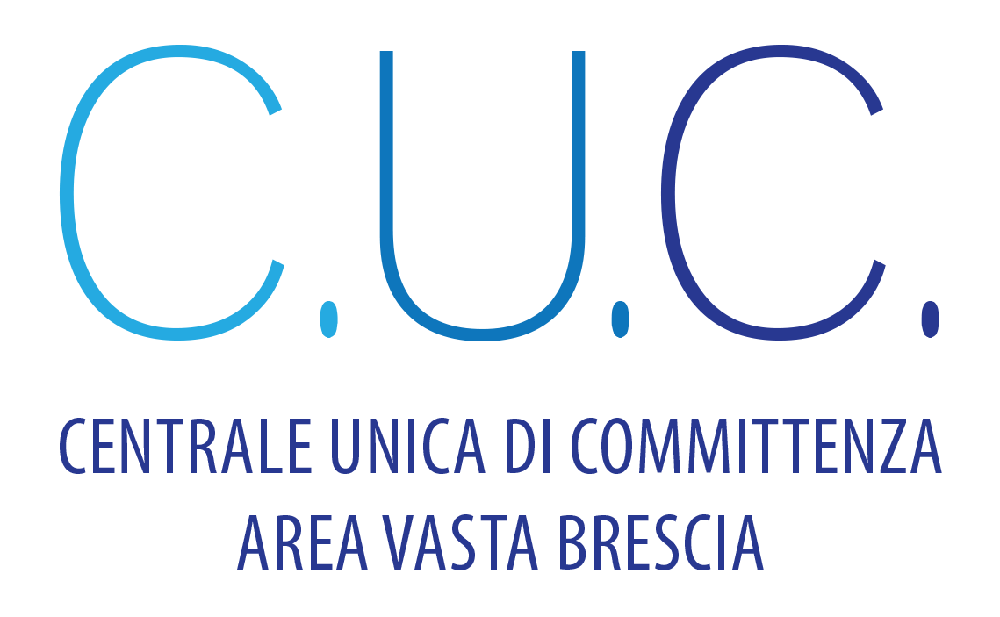 C.U.C.
CENTRALE UNICA DI COMMITTENZA
AREA VASTA BRESCIA